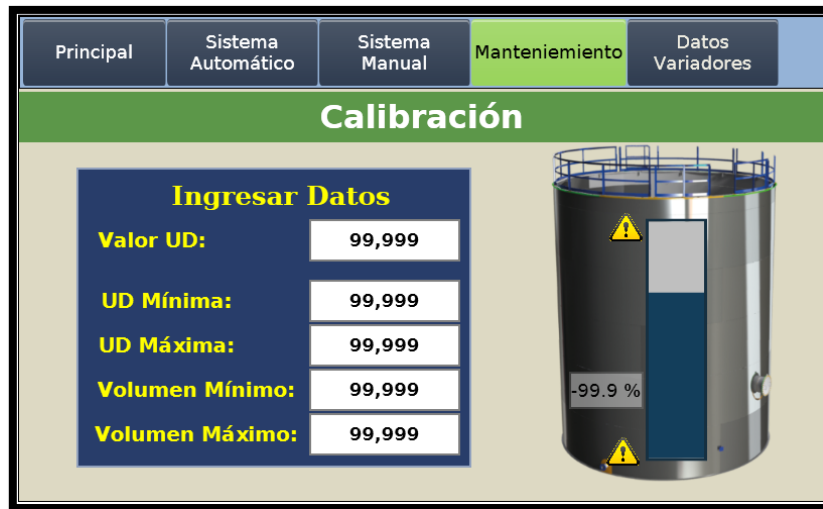 Principal
Sistema
Automático
Sistema
Manual
Manteniemiento
Datos
Variadores
Calibración
Ingresar Datos
Valor UD: 99,999
UD Mínima: 99,999
UD Máxima: 99,999
Volumen Mínimo: 99,999
Volumen Máximo: 99,999
-99.9 %